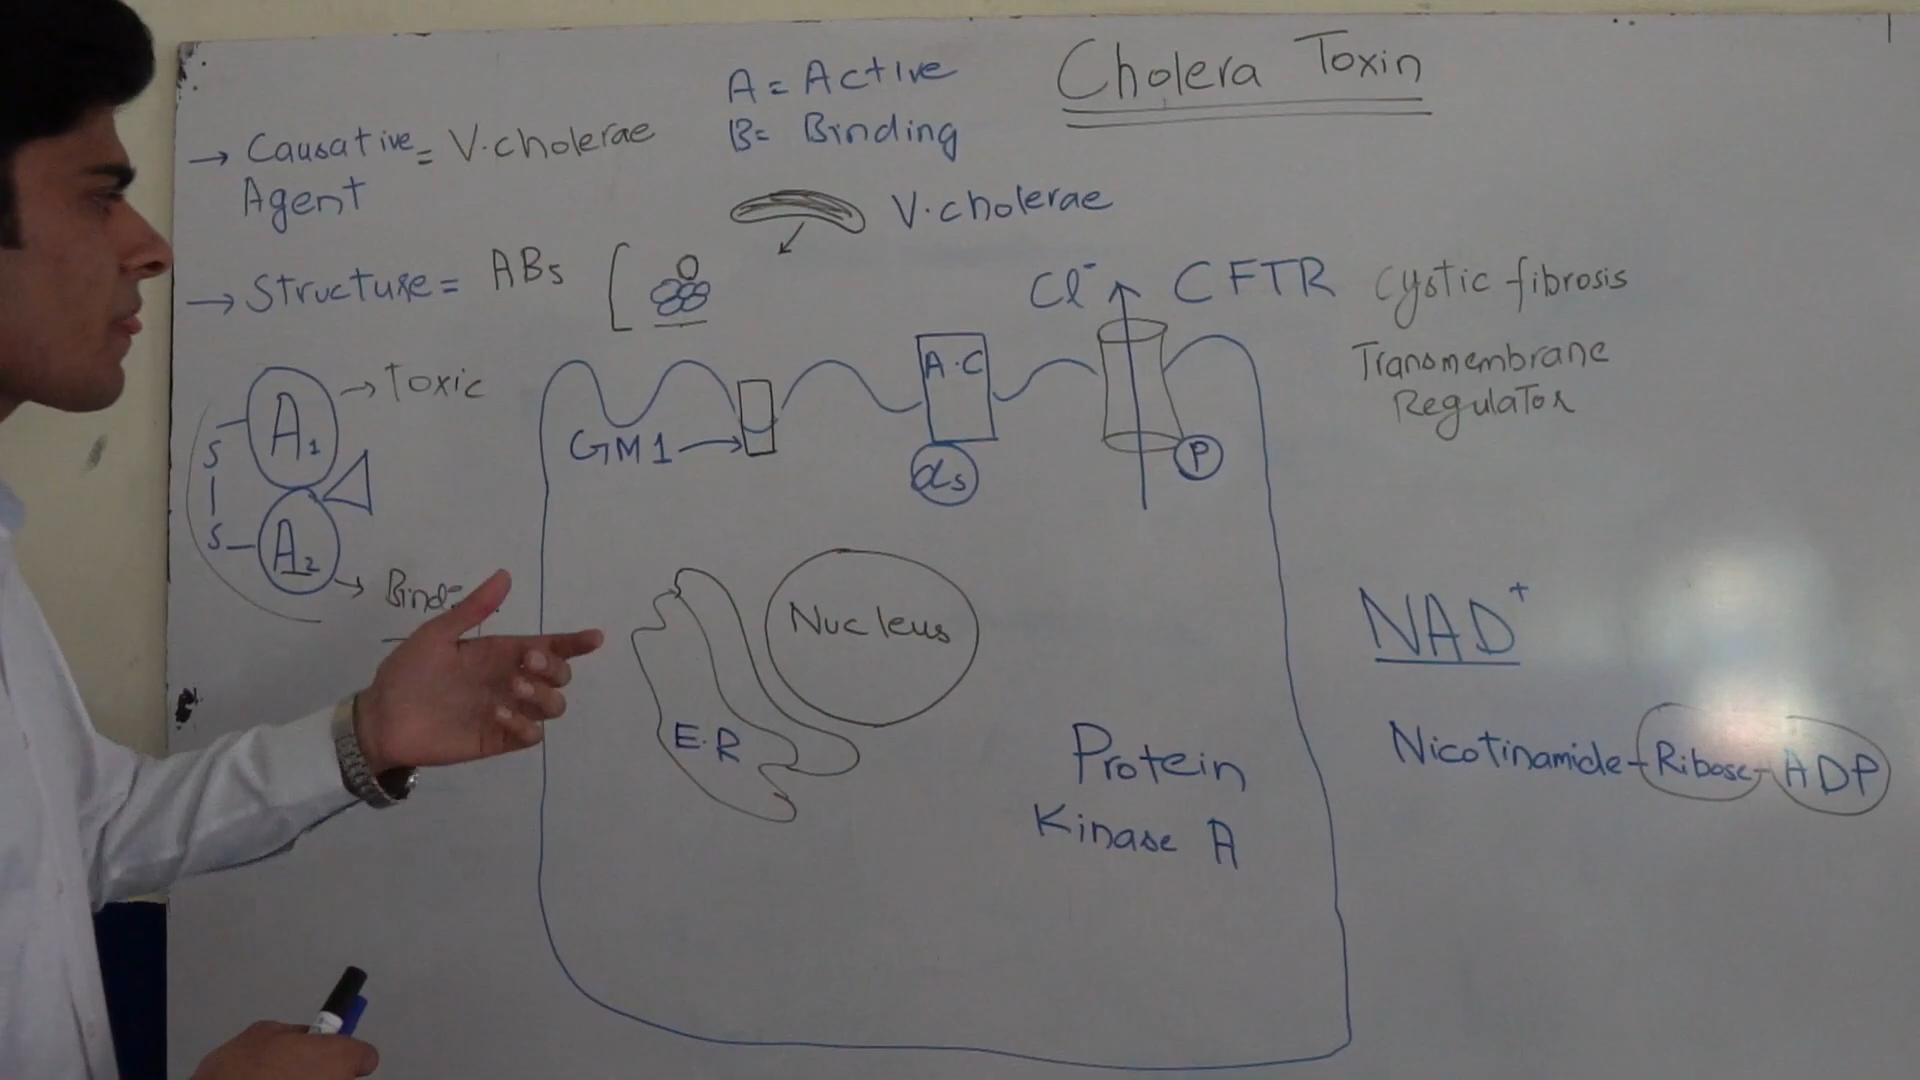 Cholera Toxin
A = Active
B = Binding
→ Causative = V. cholerae
Agent
V. cholerae
→ Structure = AB5
Cl⁻ CFTR Cystic fibrosis
Transmembrane
Regulator
A.C
A1 → Toxic
S
S
A2 →
GM1 →
αs
P
Nucleus
E.R
NAD⁺
Protein
Kinase A
Nicotinamide-Ribose-ADP